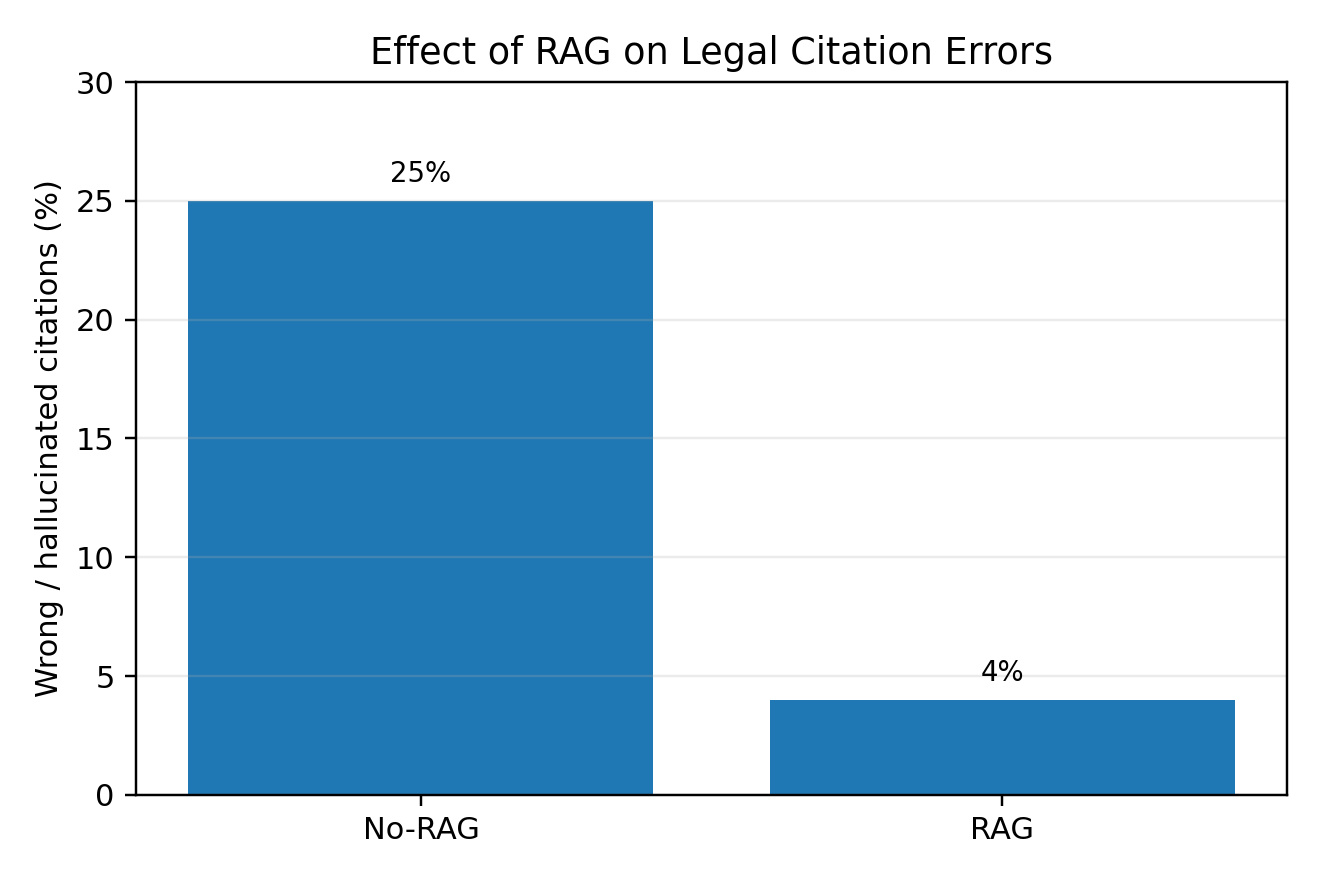 Effect of RAG on Legal Citation Errors
Wrong / hallucinated citations (%)
30
25
20
15
10
5
0
25%
4%
No-RAG
RAG